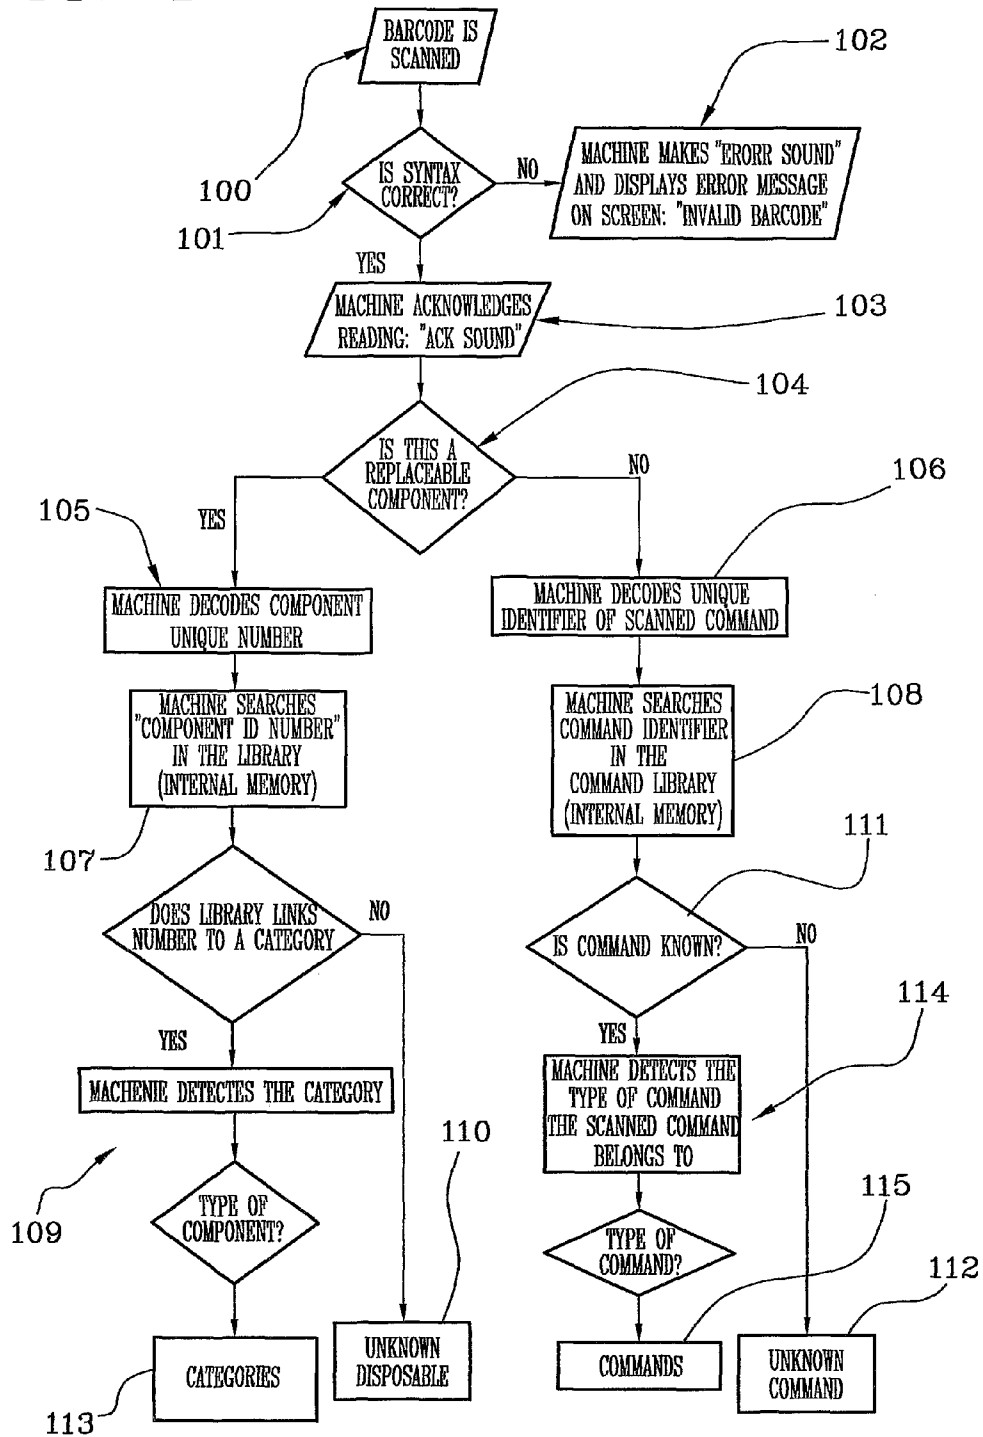 BARCODE IS
SCANNED
100
102
IS SYNTAX
CORRECT?
101
NO
MACHINE MAKES "ERORR SOUND"
AND DISPLAYS ERROR MESSAGE
ON SCREEN: "INVALID BARCODE"
YES
MACHINE ACKNOWLEDGES
READING: "ACK SOUND"
103
104
IS THIS A
REPLACEABLE
COMPONENT?
YES
NO
105
106
MACHINE DECODES COMPONENT
UNIQUE NUMBER
MACHINE DECODES UNIQUE
IDENTIFIER OF SCANNED COMMAND
MACHINE SEARCHES
"COMPONENT ID NUMBER"
IN THE LIBRARY
(INTERNAL MEMORY)
107
MACHINE SEARCHES
COMMAND IDENTIFIER
IN THE
COMMAND LIBRARY
(INTERNAL MEMORY)
108
111
DOES LIBRARY LINKS
NUMBER TO A CATEGORY
NO
IS COMMAND KNOWN?
NO
YES
YES
114
MACHENIE DETECTES THE CATEGORY
MACHINE DETECTS THE
TYPE OF COMMAND
THE SCANNED COMMAND
BELONGS TO
109
110
TYPE OF
COMPONENT?
115
TYPE OF
COMMAND?
112
CATEGORIES
113
UNKNOWN
DISPOSABLE
COMMANDS
UNKNOWN
COMMAND